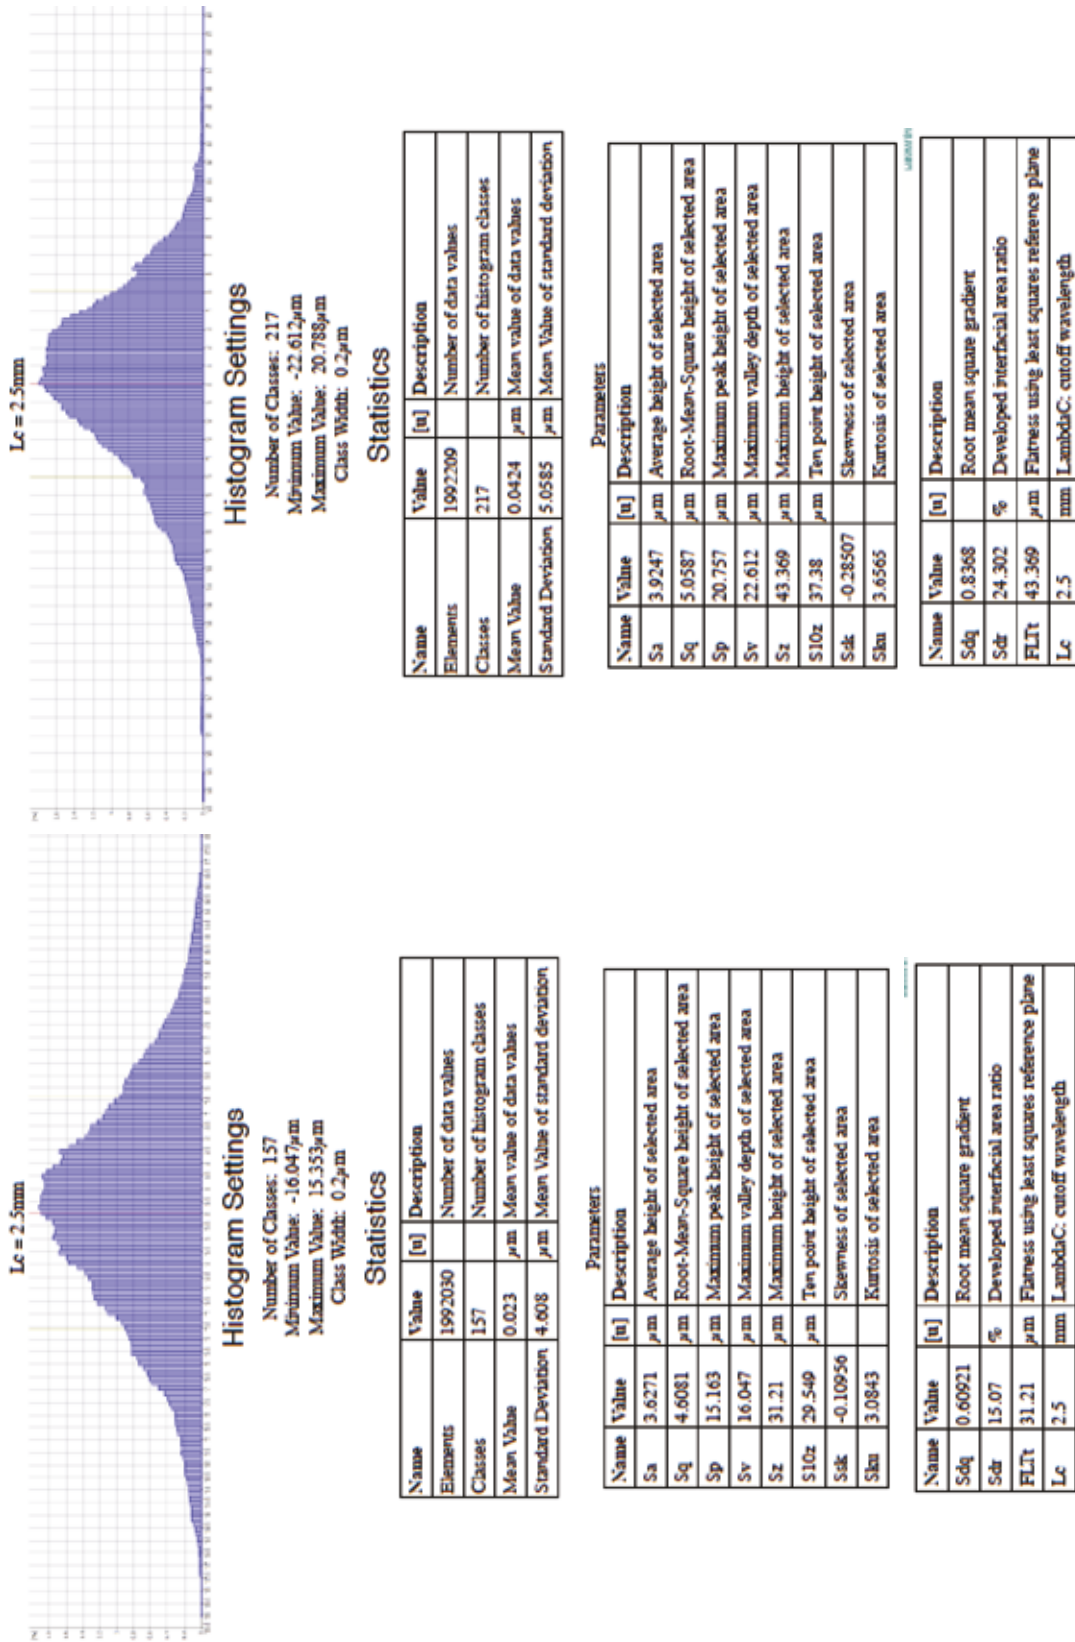 Lc = 2.5mm
Histogram Settings
Number of Classes: 157
Minimum Value: -16.047µm
Maximum Value: 15.353µm
Class Width: 0.2µm
Statistics
Name Value [u] Description
Elements 1992030 Number of data values
Classes 157 Number of histogram classes
Mean Value 0.023 µm Mean value of data values
Standard Deviation 4.608 µm Mean Value of standard deviation
Parameters
Name Value [u] Description
Sa 3.6271 µm Average height of selected area
Sq 4.6081 µm Root-Mean-Square height of selected area
Sp 15.163 µm Maximum peak height of selected area
Sv 16.047 µm Maximum valley depth of selected area
Sz 31.21 µm Maximum height of selected area
S10z 29.549 µm Ten point height of selected area
Ssk -0.10956 Skewness of selected area
Sku 3.0843 Kurtosis of selected area
Name Value [u] Description
Sdq 0.60921 Root mean square gradient
Sdr 15.07 % Developed interfacial area ratio
FLTt 31.21 µm Flatness using least squares reference plane
Lc 2.5 mm LambdaC: cutoff wavelength
Lc = 2.5mm
Histogram Settings
Number of Classes: 217
Minimum Value: -22.612µm
Maximum Value: 20.788µm
Class Width: 0.2µm
Statistics
Name Value [u] Description
Elements 1992209 Number of data values
Classes 217 Number of histogram classes
Mean Value 0.0424 µm Mean value of data values
Standard Deviation 5.0585 µm Mean Value of standard deviation
Parameters
Name Value [u] Description
Sa 3.9247 µm Average height of selected area
Sq 5.0587 µm Root-Mean-Square height of selected area
Sp 20.757 µm Maximum peak height of selected area
Sv 22.612 µm Maximum valley depth of selected area
Sz 43.369 µm Maximum height of selected area
S10z 37.38 µm Ten point height of selected area
Ssk -0.28507 Skewness of selected area
Sku 3.6565 Kurtosis of selected area
Name Value [u] Description
Sdq 0.8368 Root mean square gradient
Sdr 24.302 % Developed interfacial area ratio
FLTt 43.369 µm Flatness using least squares reference plane
Lc 2.5 mm LambdaC: cutoff wavelength